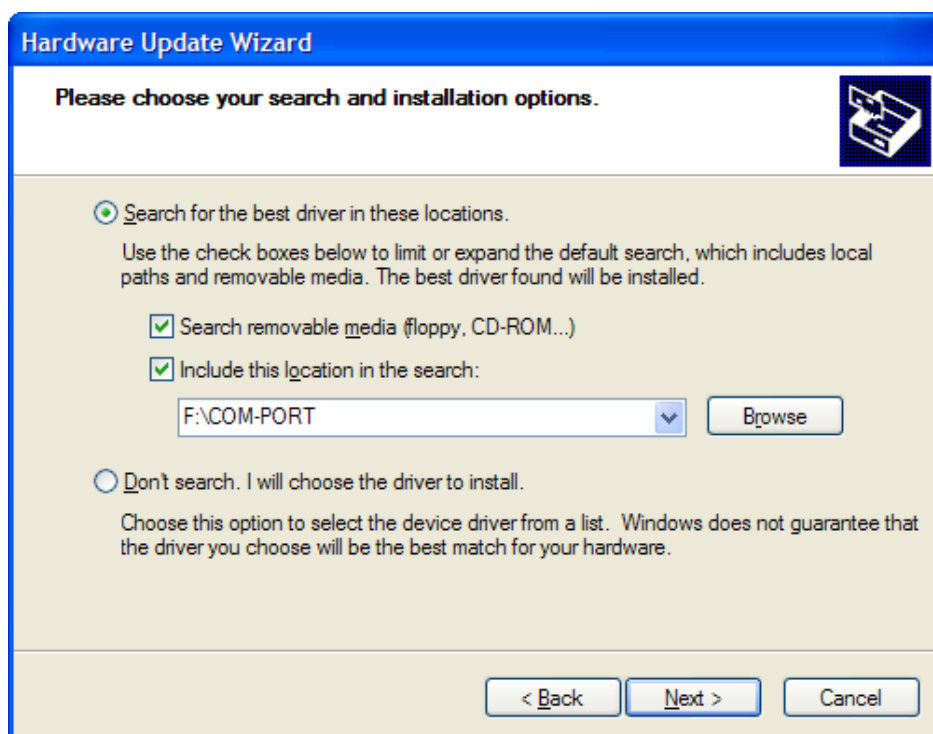 Hardware Update Wizard
Please choose your search and installation options.
Search for the best driver in these locations.
Use the check boxes below to limit or expand the default search, which includes local
paths and removable media. The best driver found will be installed.
Search removable media (floppy, CD-ROM...)
Include this location in the search:
F:\COM-PORT
Browse
Don't search. I will choose the driver to install.
Choose this option to select the device driver from a list. Windows does not guarantee that
the driver you choose will be the best match for your hardware.
< Back
Next >
Cancel